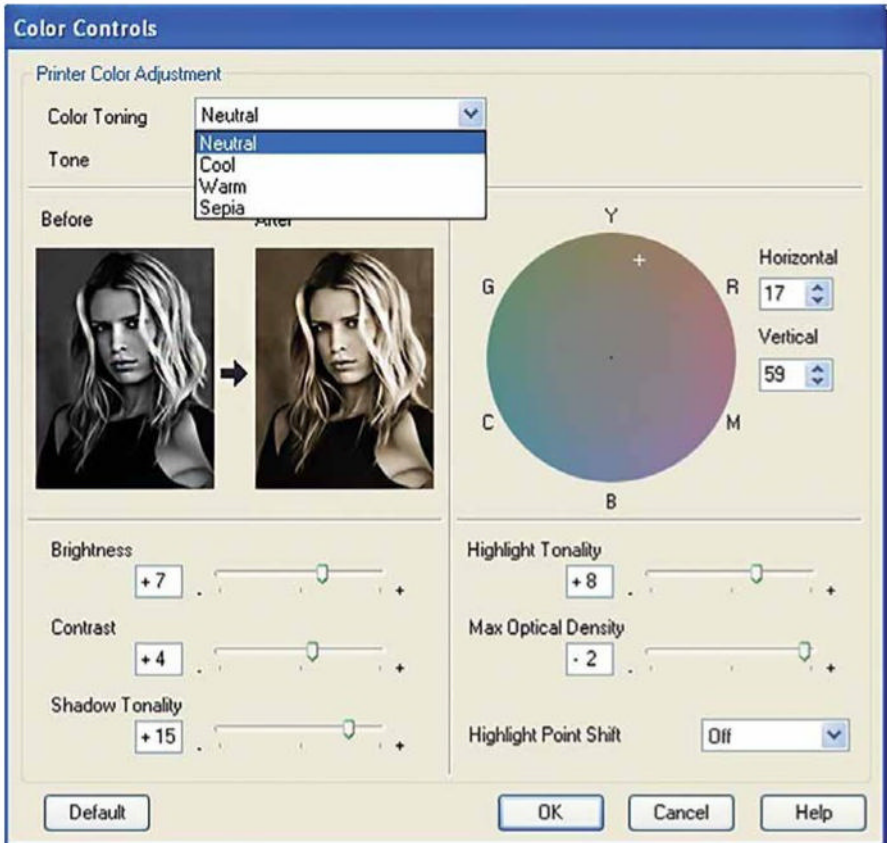 Color Controls
Printer Color Adjustment
Color Toning
Neutral
Neutral
Cool
Warm
Sepia
Tone
Before
After
Y
G
R
C
M
B
Horizontal
17
Vertical
59
Brightness
+7
- +
Contrast
+4
- +
Shadow Tonality
+15
- +
Highlight Tonality
+8
- +
Max Optical Density
- 2
- +
Highlight Point Shift
Off
Default
OK
Cancel
Help